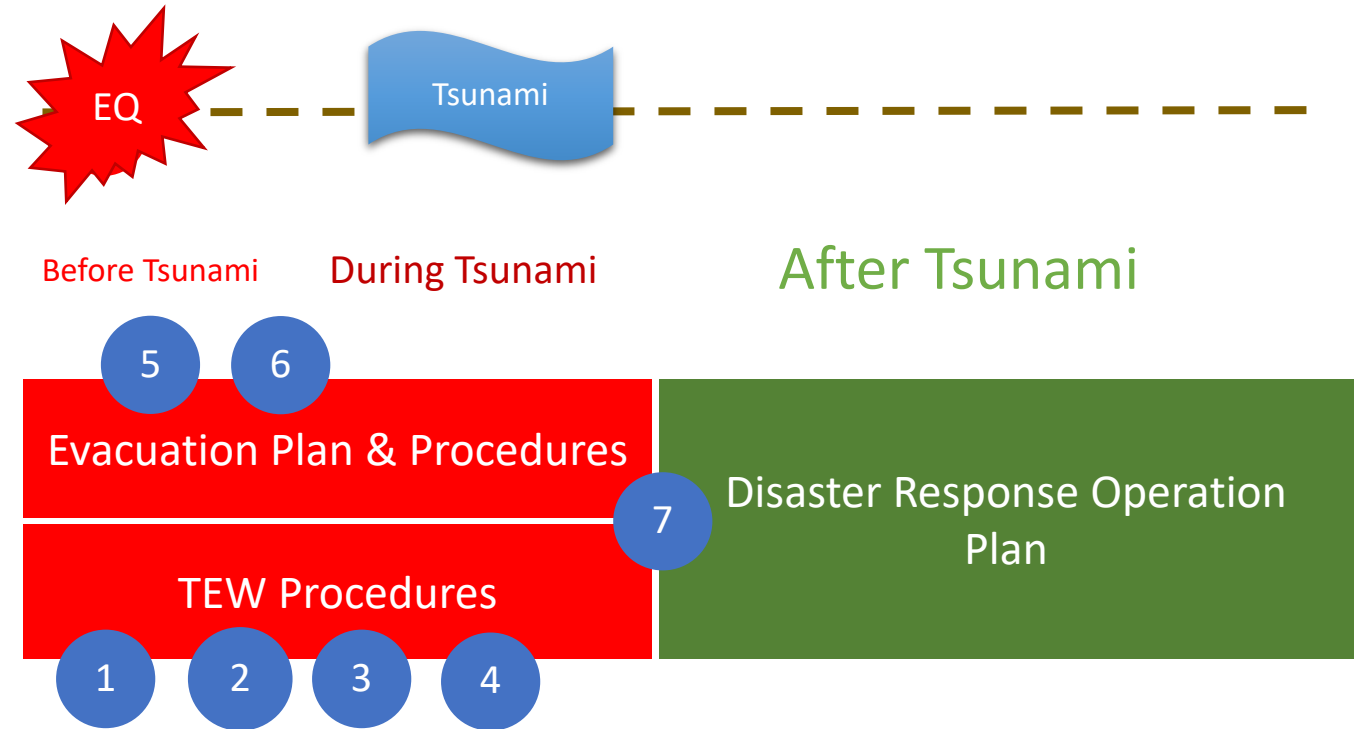 EQ
Tsunami
Before Tsunami
During Tsunami
After Tsunami
5
6
Evacuation Plan & Procedures
7
Disaster Response Operation
Plan
TEW Procedures
1
2
3
4